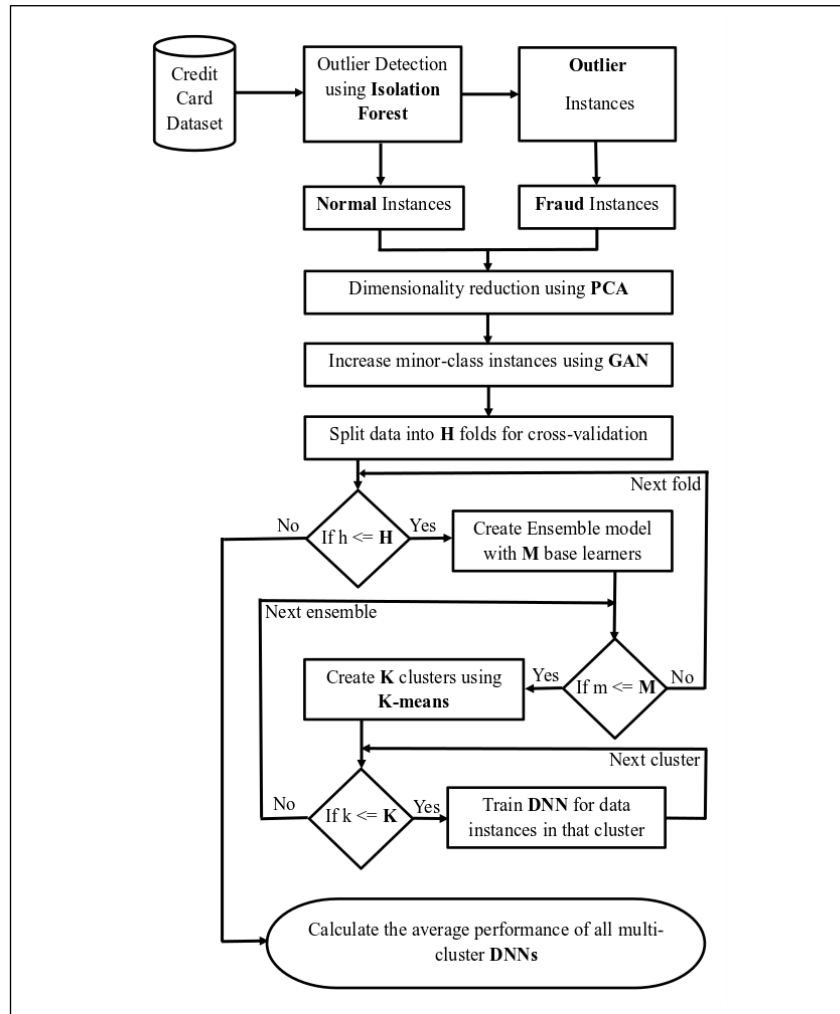 Credit
Card
Dataset
Outlier Detection
using Isolation
Forest
Outlier
Instances
Normal Instances
Fraud Instances
Dimensionality reduction using PCA
Increase minor-class instances using GAN
Split data into H folds for cross-validation
Next fold
No
If h <= H
Yes
Create Ensemble model
with M base learners
Next ensemble
Create K clusters using
K-means
Yes
If m <= M
No
Next cluster
No
If k <= K
Yes
Train DNN for data
instances in that cluster
Calculate the average performance of all multi-
cluster DNNs